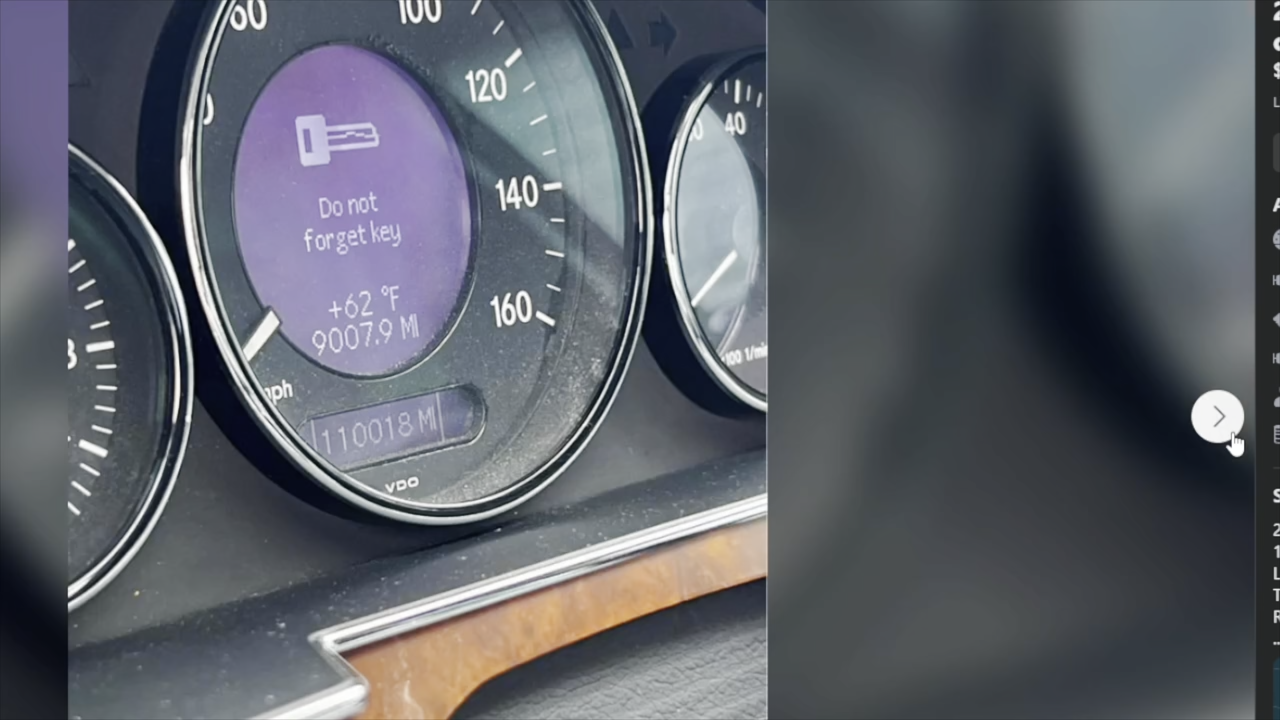 60
100
120
140
160
Do not
forget key
+62 °F
9007.9 MI
mph
110018 MI
VDO
40